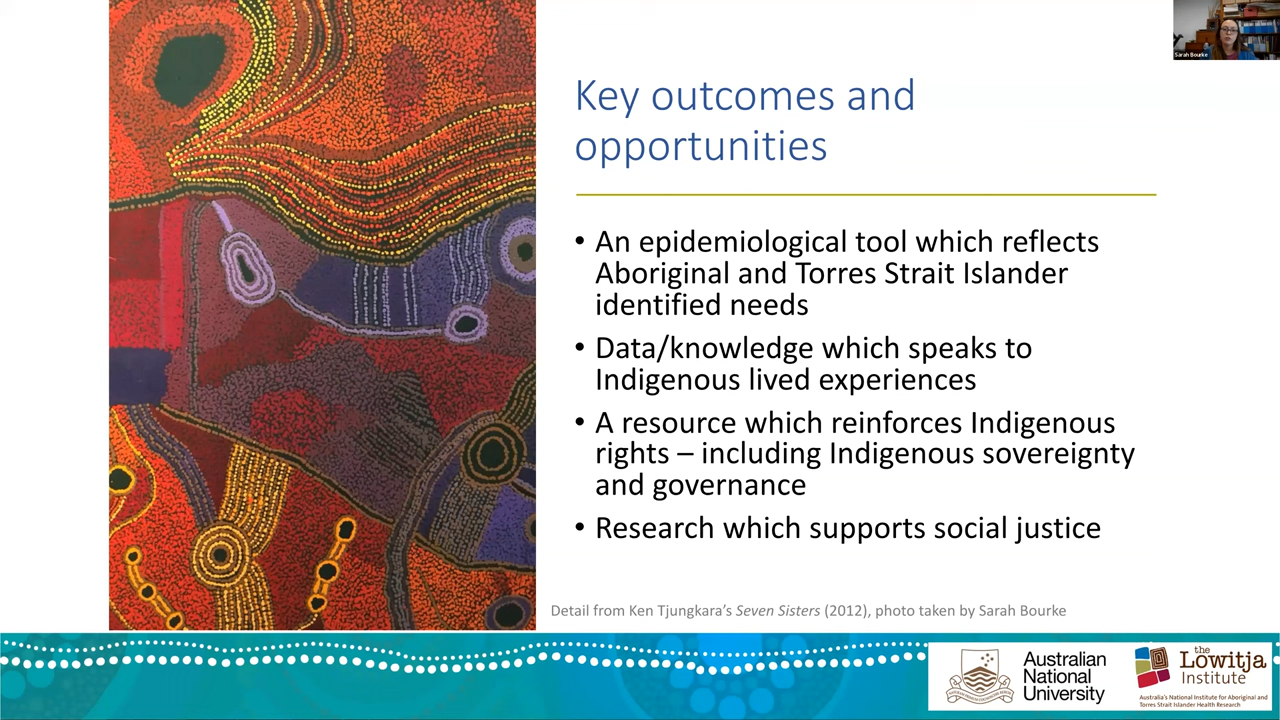 Sarah Bourke
Key outcomes and
opportunities
• An epidemiological tool which reflects
Aboriginal and Torres Strait Islander
identified needs
• Data/knowledge which speaks to
Indigenous lived experiences
• A resource which reinforces Indigenous
rights – including Indigenous sovereignty
and governance
• Research which supports social justice
Detail from Ken Tjungkara's Seven Sisters (2012), photo taken by Sarah Bourke
Australian
National
University
the
Lowitja
Institute
Australia's National Institute for Aboriginal and
Torres Strait Islander Health Research